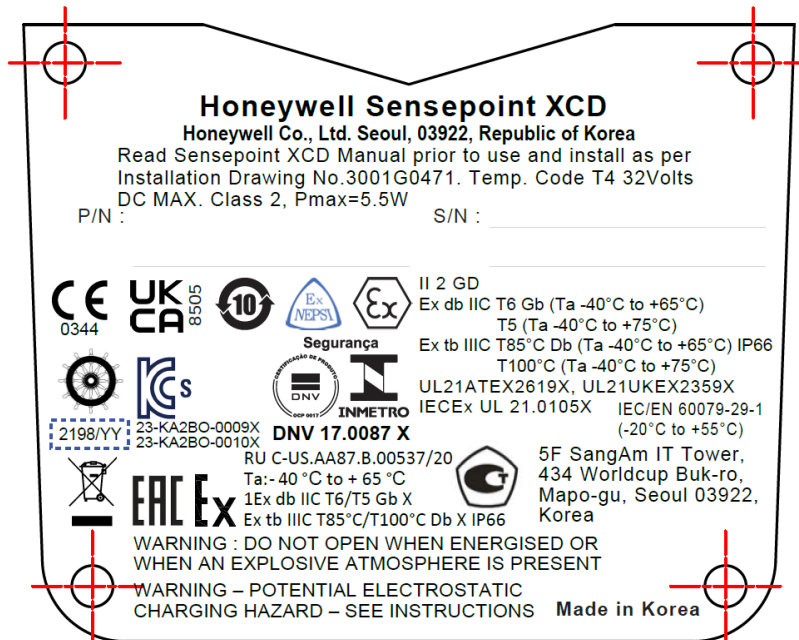 Honeywell Sensepoint XCD
Honeywell Co., Ltd. Seoul, 03922, Republic of Korea
Read Sensepoint XCD Manual prior to use and install as per
Installation Drawing No.3001G0471. Temp. Code T4 32Volts
DC MAX. Class 2, Pmax=5.5W
P/N :
S/N :
CE
0344
UK
CA
8505
10
Ex
NEPSI
Ex
II 2 GD
Ex db IIC T6 Gb (Ta -40°C to +65°C)
T5 (Ta -40°C to +75°C)
Ex tb IIIC T85°C Db (Ta -40°C to +65°C) IP66
T100°C (Ta -40°C to +75°C)
UL21ATEX2619X, UL21UKEX2359X
IECEx UL 21.0105X
IEC/EN 60079-29-1
(-20°C to +55°C)
Segurança
CERTIFICAÇÃO DE PRODUTO
DNV
OCP 0017
INMETRO
DNV 17.0087 X
2198/YY
KCs
23-KA2BO-0009X
23-KA2BO-0010X
EAC Ex
RU C-US.AA87.B.00537/20
Ta:- 40 °C to + 65 °C
1Ex db IIC T6/T5 Gb X
Ex tb IIIC T85°C/T100°C Db X IP66
5F SangAm IT Tower,
434 Worldcup Buk-ro,
Mapo-gu, Seoul 03922,
Korea
WARNING : DO NOT OPEN WHEN ENERGISED OR
WHEN AN EXPLOSIVE ATMOSPHERE IS PRESENT
WARNING – POTENTIAL ELECTROSTATIC
CHARGING HAZARD – SEE INSTRUCTIONS
Made in Korea